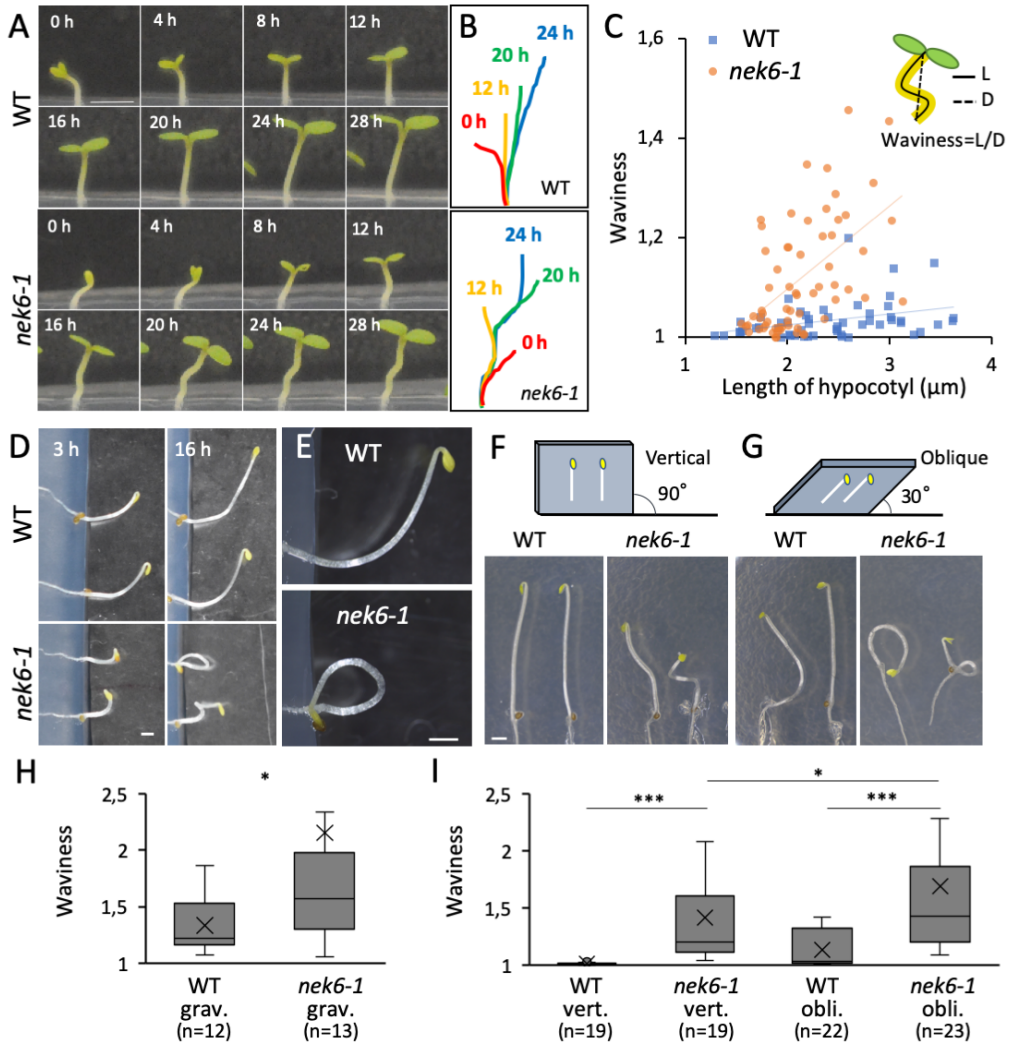 A
WT
0 h 4 h 8 h 12 h
16 h 20 h 24 h 28 h
nek6-1
0 h 4 h 8 h 12 h
16 h 20 h 24 h 28 h
B
24 h
20 h
12 h
0 h
WT
24 h
20 h
12 h
0 h
nek6-1
C
WT
nek6-1
L
D
Waviness=L/D
Waviness
1,6
1,4
1,2
1
1 2 3 4
Length of hypocotyl (μm)
D
3 h 16 h
WT
nek6-1
E
WT
nek6-1
F
Vertical
90°
WT nek6-1
G
Oblique
30°
WT nek6-1
H
*
Waviness
2,5
2
1,5
1
WT nek6-1
grav. grav.
(n=12) (n=13)
I
*
*** ***
Waviness
2,5
2
1,5
1
WT nek6-1 WT nek6-1
vert. vert. obli. obli.
(n=19) (n=19) (n=22) (n=23)